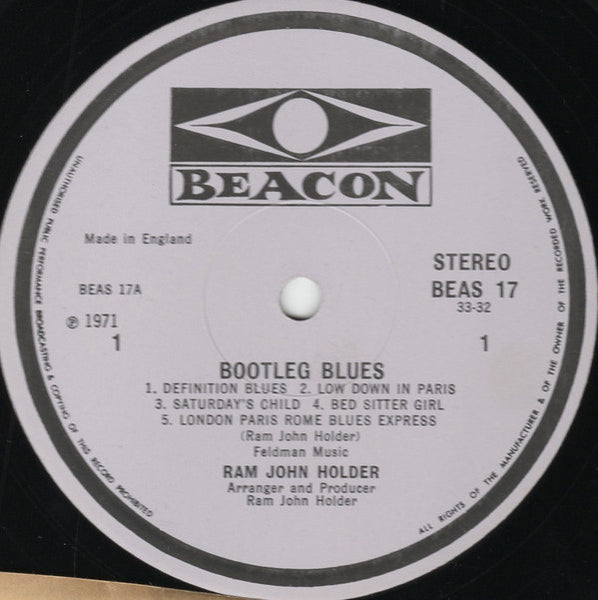 BEACON
Made in England
STEREO
BEAS 17A
BEAS 17
33-32
℗ 1971
1
1
BOOTLEG BLUES
1. DEFINITION BLUES 2. LOW DOWN IN PARIS
3. SATURDAY'S CHILD 4. BED SITTER GIRL
5. LONDON PARIS ROME BLUES EXPRESS
(Ram John Holder)
Feldman Music
RAM JOHN HOLDER
Arranger and Producer
Ram John Holder
UNAUTHORISED PUBLIC PERFORMANCE BROADCASTING & COPYING OF THIS RECORD PROHIBITED
ALL RIGHTS OF THE MANUFACTURER & OF THE OWNER OF THE RECORDED WORK RESERVED